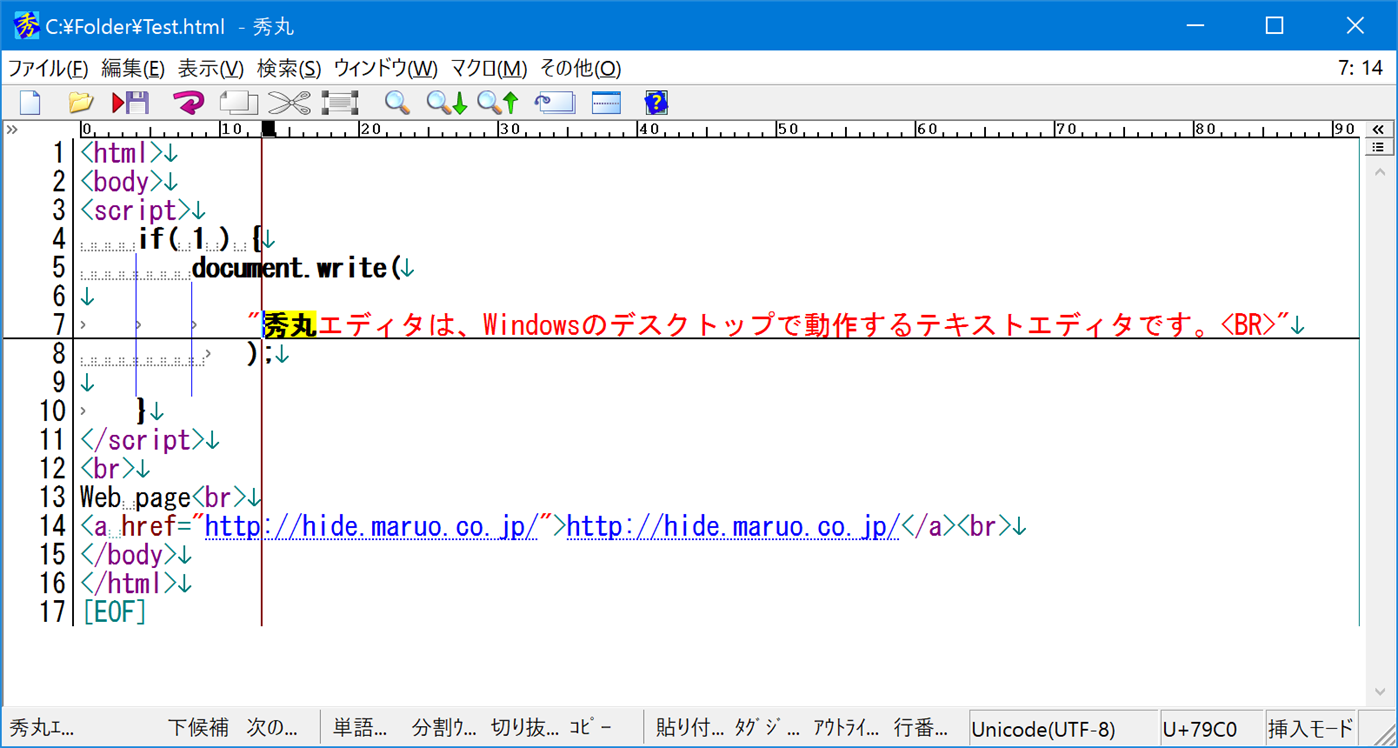 秀 C:¥Folder¥Test.html - 秀丸
ファイル(F) 編集(E) 表示(V) 検索(S) ウィンドウ(W) マクロ(M) その他(O) 7: 14
0 10 20 30 40 50 60 70 80 90
1 <html>↓
2 <body>↓
3 <script>↓
4 if( 1 ) {↓
5 document.write(↓
6 ↓
7 "秀丸エディタは、Windowsのデスクトップで動作するテキストエディタです。<BR>"↓
8 );↓
9 ↓
10 }↓
11 </script>↓
12 <br>↓
13 Web page<br>↓
14 <a href="http://hide.maruo.co.jp/">http://hide.maruo.co.jp/</a><br>↓
15 </body>↓
16 </html>↓
17 [EOF]
秀丸ｴ... 下候補 次の... 単語... 分割ｳ... 切り抜... ｺﾋﾟｰ 貼り付... ﾀｸﾞｼﾞ... ｱｳﾄﾗｲ... 行番... Unicode(UTF-8) U+79C0 挿入モード